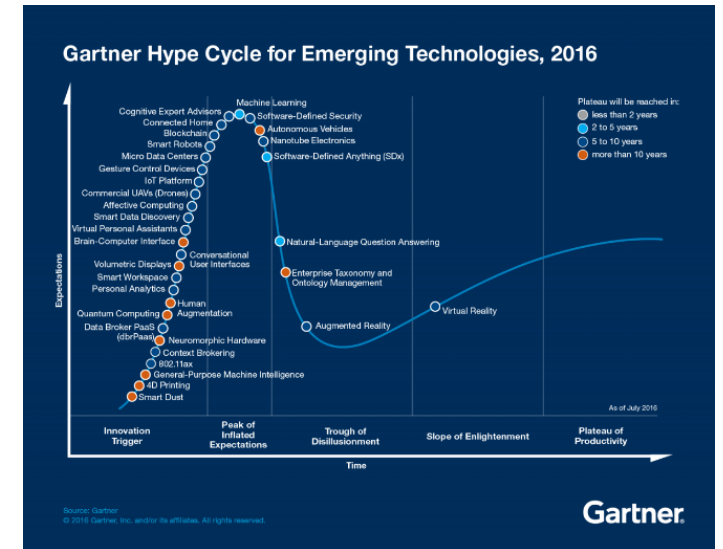 Gartner Hype Cycle for Emerging Technologies, 2016
Plateau will be reached in:
less than 2 years
2 to 5 years
5 to 10 years
more than 10 years
Expectations
Machine Learning
Cognitive Expert Advisors
Software-Defined Security
Connected Home
Autonomous Vehicles
Blockchain
Nanotube Electronics
Smart Robots
Micro Data Centers
Software-Defined Anything (SDx)
Gesture Control Devices
IoT Platform
Commercial UAVs (Drones)
Affective Computing
Smart Data Discovery
Virtual Personal Assistants
Brain-Computer Interface
Natural-Language Question Answering
Conversational
User Interfaces
Volumetric Displays
Smart Workspace
Enterprise Taxonomy and
Ontology Management
Personal Analytics
Human
Augmentation
Quantum Computing
Data Broker PaaS
(dbrPaas)
Augmented Reality
Virtual Reality
Neuromorphic Hardware
Context Brokering
802.11ax
General-Purpose Machine Intelligence
4D Printing
Smart Dust
As of July 2016
Innovation
Trigger
Peak of
Inflated
Expectations
Trough of
Disillusionment
Slope of Enlightenment
Plateau of
Productivity
Time
Source: Gartner
© 2016 Gartner, Inc. and/or its affiliates. All rights reserved.
Gartner.